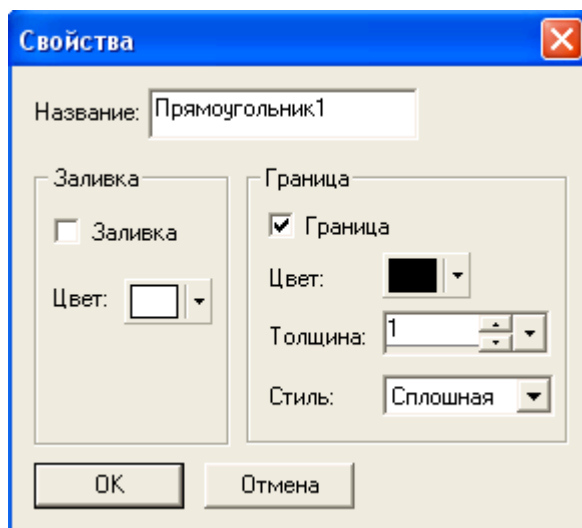 Свойства
Название: Прямоугольник1
Заливка
Заливка
Цвет:
Граница
Граница
Цвет:
Толщина: 1
Стиль: Сплошная
OK Отмена